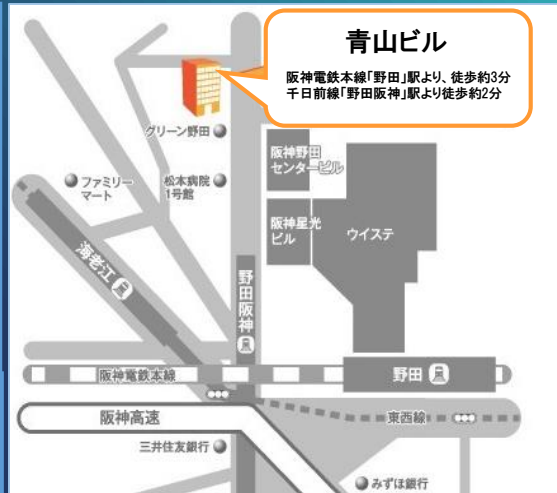 青山ビル
阪神電鉄本線「野田」駅より、徒歩約3分
千日前線「野田阪神」駅より徒歩約2分
グリーン野田
阪神野田
センタービル
ファミリー
マート
松本病院
1号館
阪神星光
ビル
ウイステ
海老江
野田阪神
阪神電鉄本線
野田
阪神高速
東西線
三井住友銀行
みずほ銀行